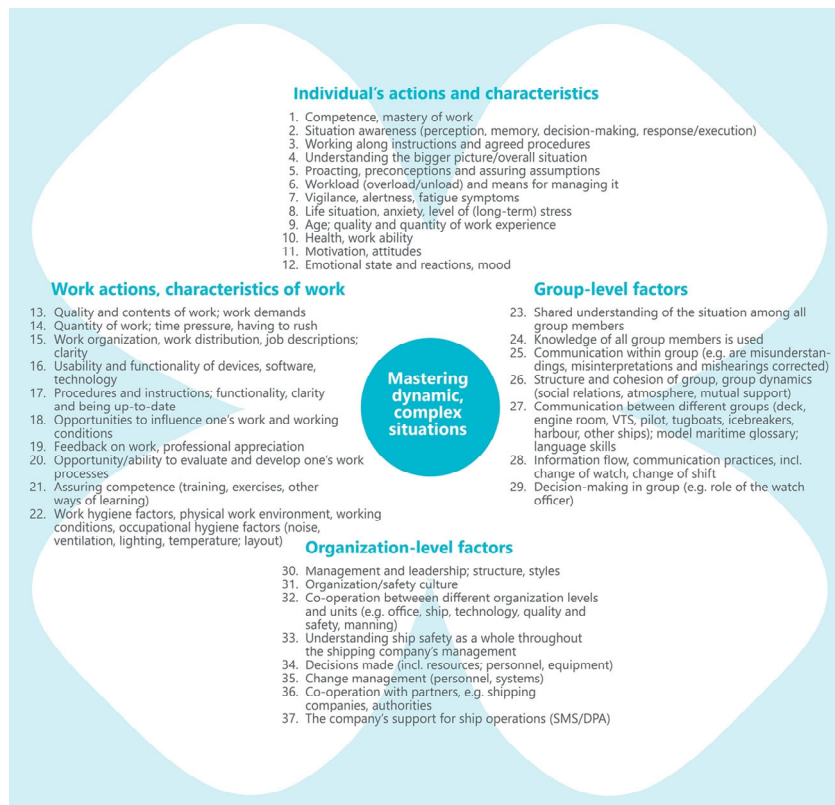 Individual's actions and characteristics
1. Competence, mastery of work
2. Situation awareness (perception, memory, decision-making, response/execution)
3. Working along instructions and agreed procedures
4. Understanding the bigger picture/overall situation
5. Proacting, preconceptions and assuring assumptions
6. Workload (overload/unload) and means for managing it
7. Vigilance, alertness, fatigue symptoms
8. Life situation, anxiety, level of (long-term) stress
9. Age; quality and quantity of work experience
10. Health, work ability
11. Motivation, attitudes
12. Emotional state and reactions, mood
Work actions, characteristics of work
13. Quality and contents of work; work demands
14. Quantity of work; time pressure, having to rush
15. Work organization, work distribution, job descriptions;
clarity
16. Usability and functionality of devices, software,
technology
17. Procedures and instructions; functionality, clarity
and being up-to-date
18. Opportunities to influence one's work and working
conditions
19. Feedback on work, professional appreciation
20. Opportunity/ability to evaluate and develop one's work
processes
21. Assuring competence (training, exercises, other
ways of learning)
22. Work hygiene factors, physical work environment, working
conditions, occupational hygiene factors (noise,
ventilation, lighting, temperature; layout)
Mastering
dynamic,
complex
situations
Group-level factors
23. Shared understanding of the situation among all
group members
24. Knowledge of all group members is used
25. Communication within group (e.g. are misunderstan-
dings, misinterpretations and mishearings corrected)
26. Structure and cohesion of group, group dynamics
(social relations, atmosphere, mutual support)
27. Communication between different groups (deck,
engine room, VTS, pilot, tugboats, icebreakers,
harbour, other ships); model maritime glossary;
language skills
28. Information flow, communication practices, incl.
change of watch, change of shift
29. Decision-making in group (e.g. role of the watch
officer)
Organization-level factors
30. Management and leadership; structure, styles
31. Organization/safety culture
32. Co-operation betweeen different organization levels
and units (e.g. office, ship, technology, quality and
safety, manning)
33. Understanding ship safety as a whole throughout
the shipping company's management
34. Decisions made (incl. resources; personnel, equipment)
35. Change management (personnel, systems)
36. Co-operation with partners, e.g. shipping
companies, authorities
37. The company's support for ship operations (SMS/DPA)